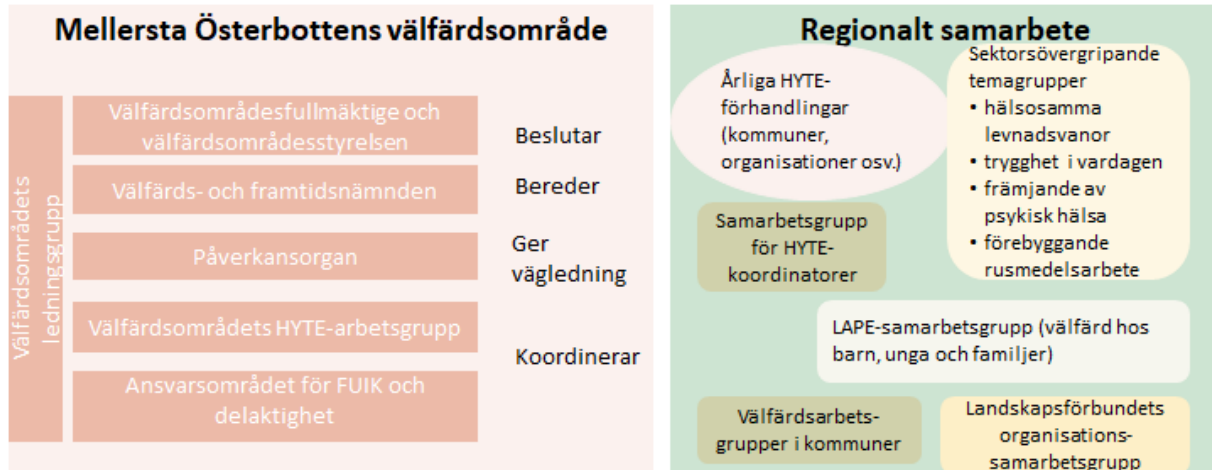 Mellersta Österbottens välfärdsområde
Välfärdsområdets
ledningsgrupp
Välfärdsområdesfullmäktige och
välfärdsområdesstyrelsen
Beslutar
Välfärds- och framtidsnämnden
Bereder
Påverkansorgan
Ger
vägledning
Välfärdsområdets HYTE-arbetsgrupp
Koordinerar
Ansvarsområdet för FUIK och
delaktighet
Regionalt samarbete
Årliga HYTE-
förhandlingar
(kommuner,
organisationer osv.)
Sektorsövergripande
temagrupper
• hälsosamma
levnadsvanor
• trygghet i vardagen
• främjande av
psykisk hälsa
• förebyggande
rusmedelsarbete
Samarbetsgrupp
för HYTE-
koordinatorer
LAPE-samarbetsgrupp (välfärd hos
barn, unga och familjer)
Välfärdsarbets-
grupper i kommuner
Landskapsförbundets
organisations-
samarbetsgrupp